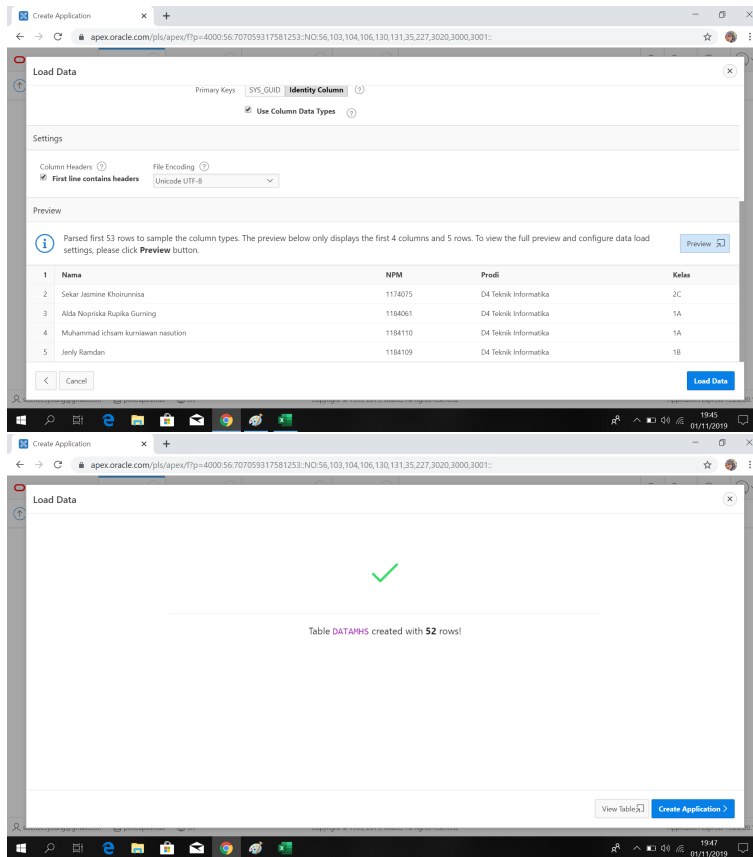 Create Application
apex.oracle.com/pls/apex/f?p=4000:56:707059317581253::NO:56,103,104,106,130,131,35,227,3020,3000,3001::
Load Data
Primary Keys SYS_GUID Identity Column
Use Column Data Types
Settings
Column Headers File Encoding
First line contains headers Unicode UTF-8
Preview
Parsed first 53 rows to sample the column types. The preview below only displays the first 4 columns and 5 rows. To view the full preview and configure data load
settings, please click Preview button.
Preview
1 Nama NPM Prodi Kelas
2 Sekar Jasmine Khoirunnisa 1174075 D4 Teknik Informatika 2C
3 Alda Nopriska Rupika Gurning 1184061 D4 Teknik Informatika 1A
4 Muhammad ichsam kurniawan nasution 1184110 D4 Teknik Informatika 1A
5 Jenly Ramdan 1184109 D4 Teknik Informatika 1B
Cancel Load Data
19:45
01/11/2019
Create Application
apex.oracle.com/pls/apex/f?p=4000:56:707059317581253::NO:56,103,104,106,130,131,35,227,3020,3000,3001::
Load Data
Table DATAMHS created with 52 rows!
View Table Create Application
19:47
01/11/2019